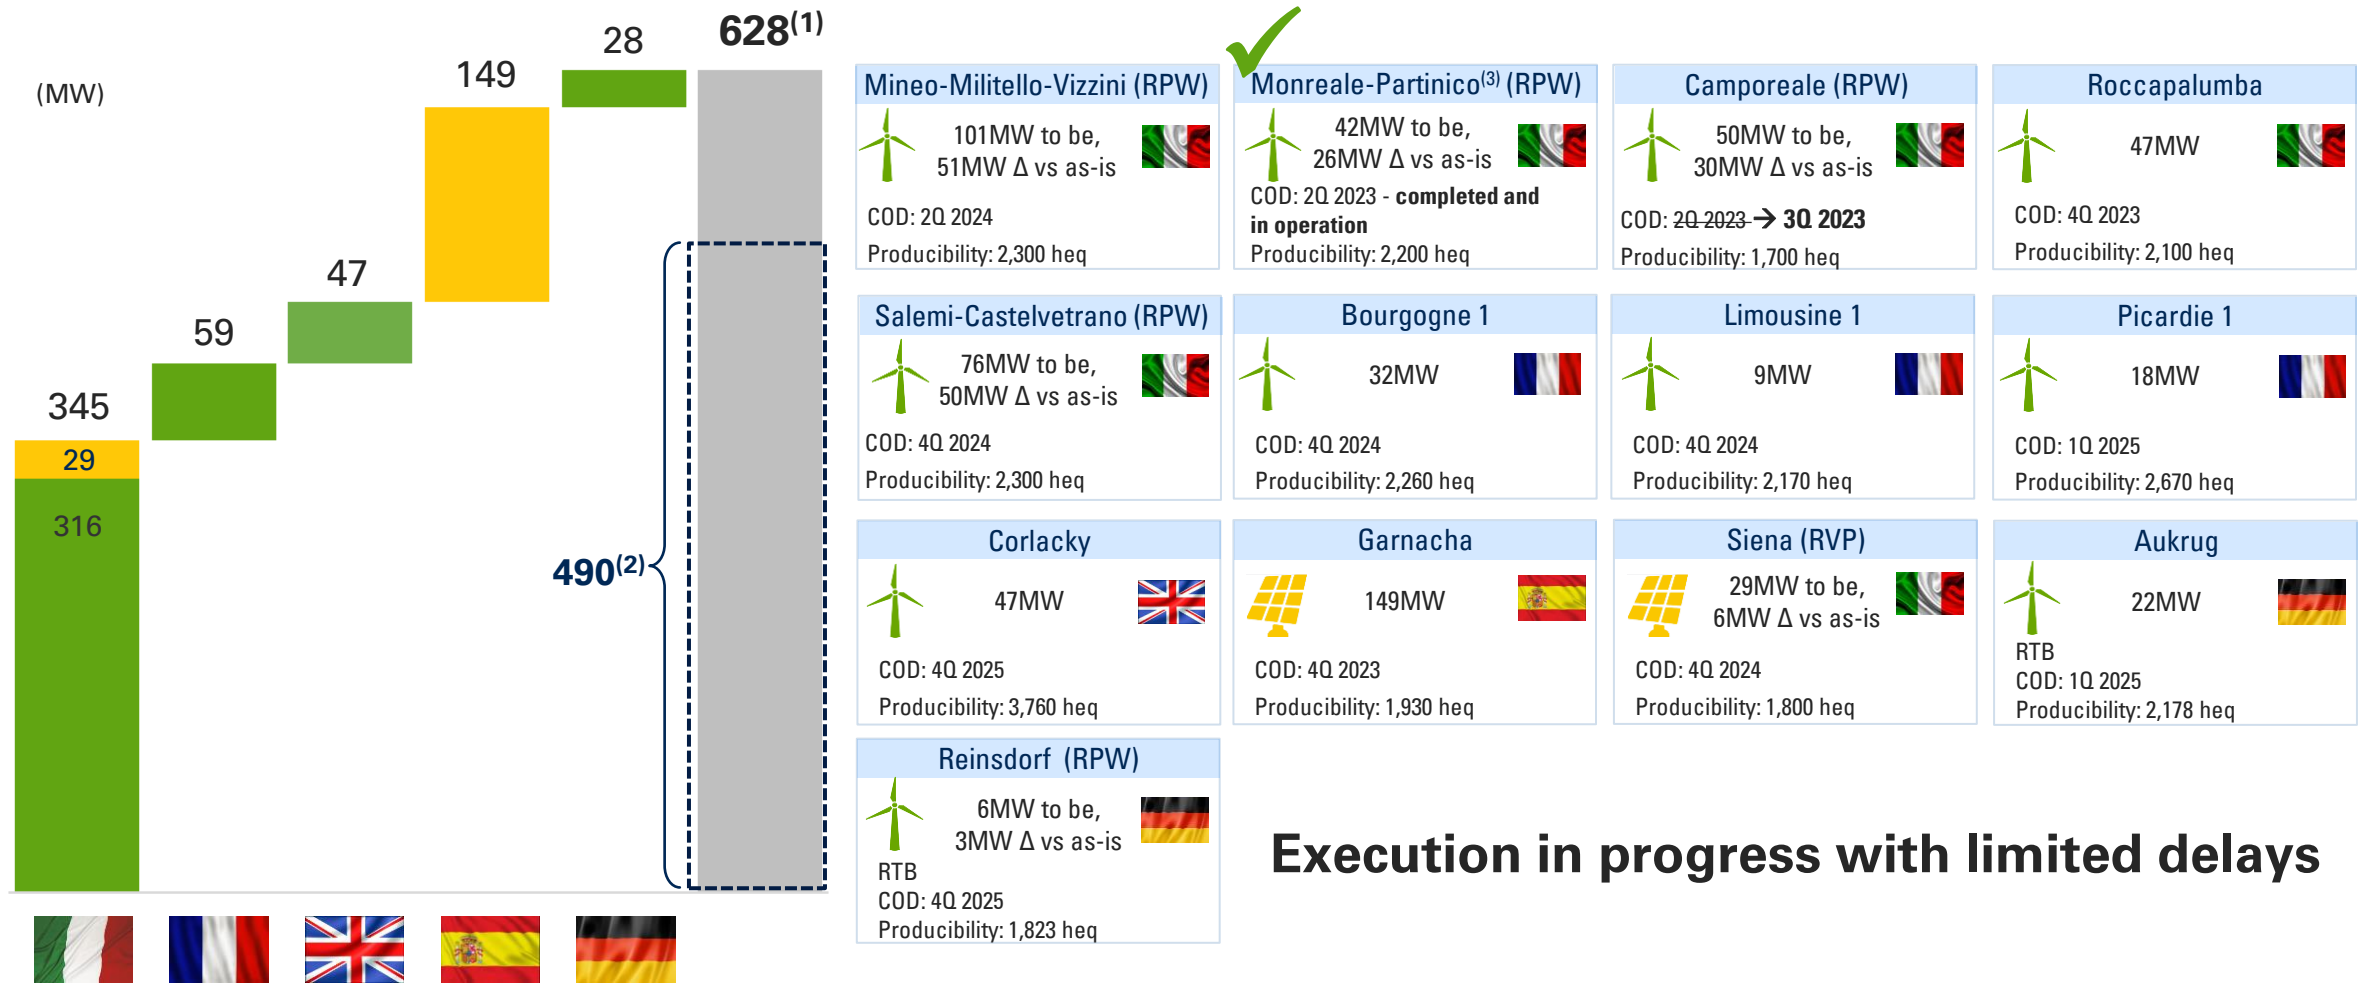 (MW)
345
29
316
59
47
149
28
628(1)
490(2)
Mineo-Militello-Vizzini (RPW)
101MW to be,
51MW Δ vs as-is
COD: 2Q 2024
Producibility: 2,300 heq
Monreale-Partinico(3) (RPW)
42MW to be,
26MW Δ vs as-is
COD: 2Q 2023 - completed and
in operation
Producibility: 2,200 heq
Camporeale (RPW)
50MW to be,
30MW Δ vs as-is
COD: 2Q 2023 → 3Q 2023
Producibility: 1,700 heq
Roccapalumba
47MW
COD: 4Q 2023
Producibility: 2,100 heq
Salemi-Castelvetrano (RPW)
76MW to be,
50MW Δ vs as-is
COD: 4Q 2024
Producibility: 2,300 heq
Bourgogne 1
32MW
COD: 4Q 2024
Producibility: 2,260 heq
Limousine 1
9MW
COD: 4Q 2024
Producibility: 2,170 heq
Picardie 1
18MW
COD: 1Q 2025
Producibility: 2,670 heq
Corlacky
47MW
COD: 4Q 2025
Producibility: 3,760 heq
Garnacha
149MW
COD: 4Q 2023
Producibility: 1,930 heq
Siena (RVP)
29MW to be,
6MW Δ vs as-is
COD: 4Q 2024
Producibility: 1,800 heq
Aukrug
22MW
RTB
COD: 1Q 2025
Producibility: 2,178 heq
Reinsdorf (RPW)
6MW to be,
3MW Δ vs as-is
RTB
COD: 4Q 2025
Producibility: 1,823 heq
Execution in progress with limited delays